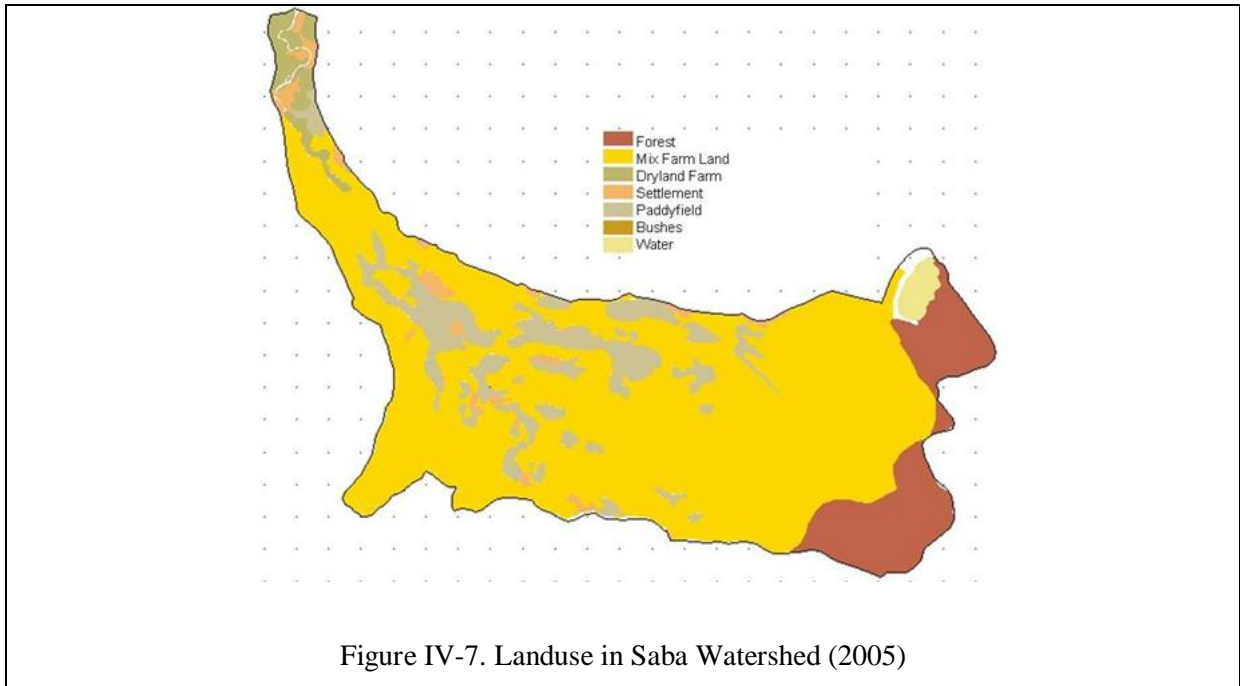 Forest
Mix Farm Land
Dryland Farm
Settlement
Paddyfield
Bushes
Water
Figure IV-7. Landuse in Saba Watershed (2005)